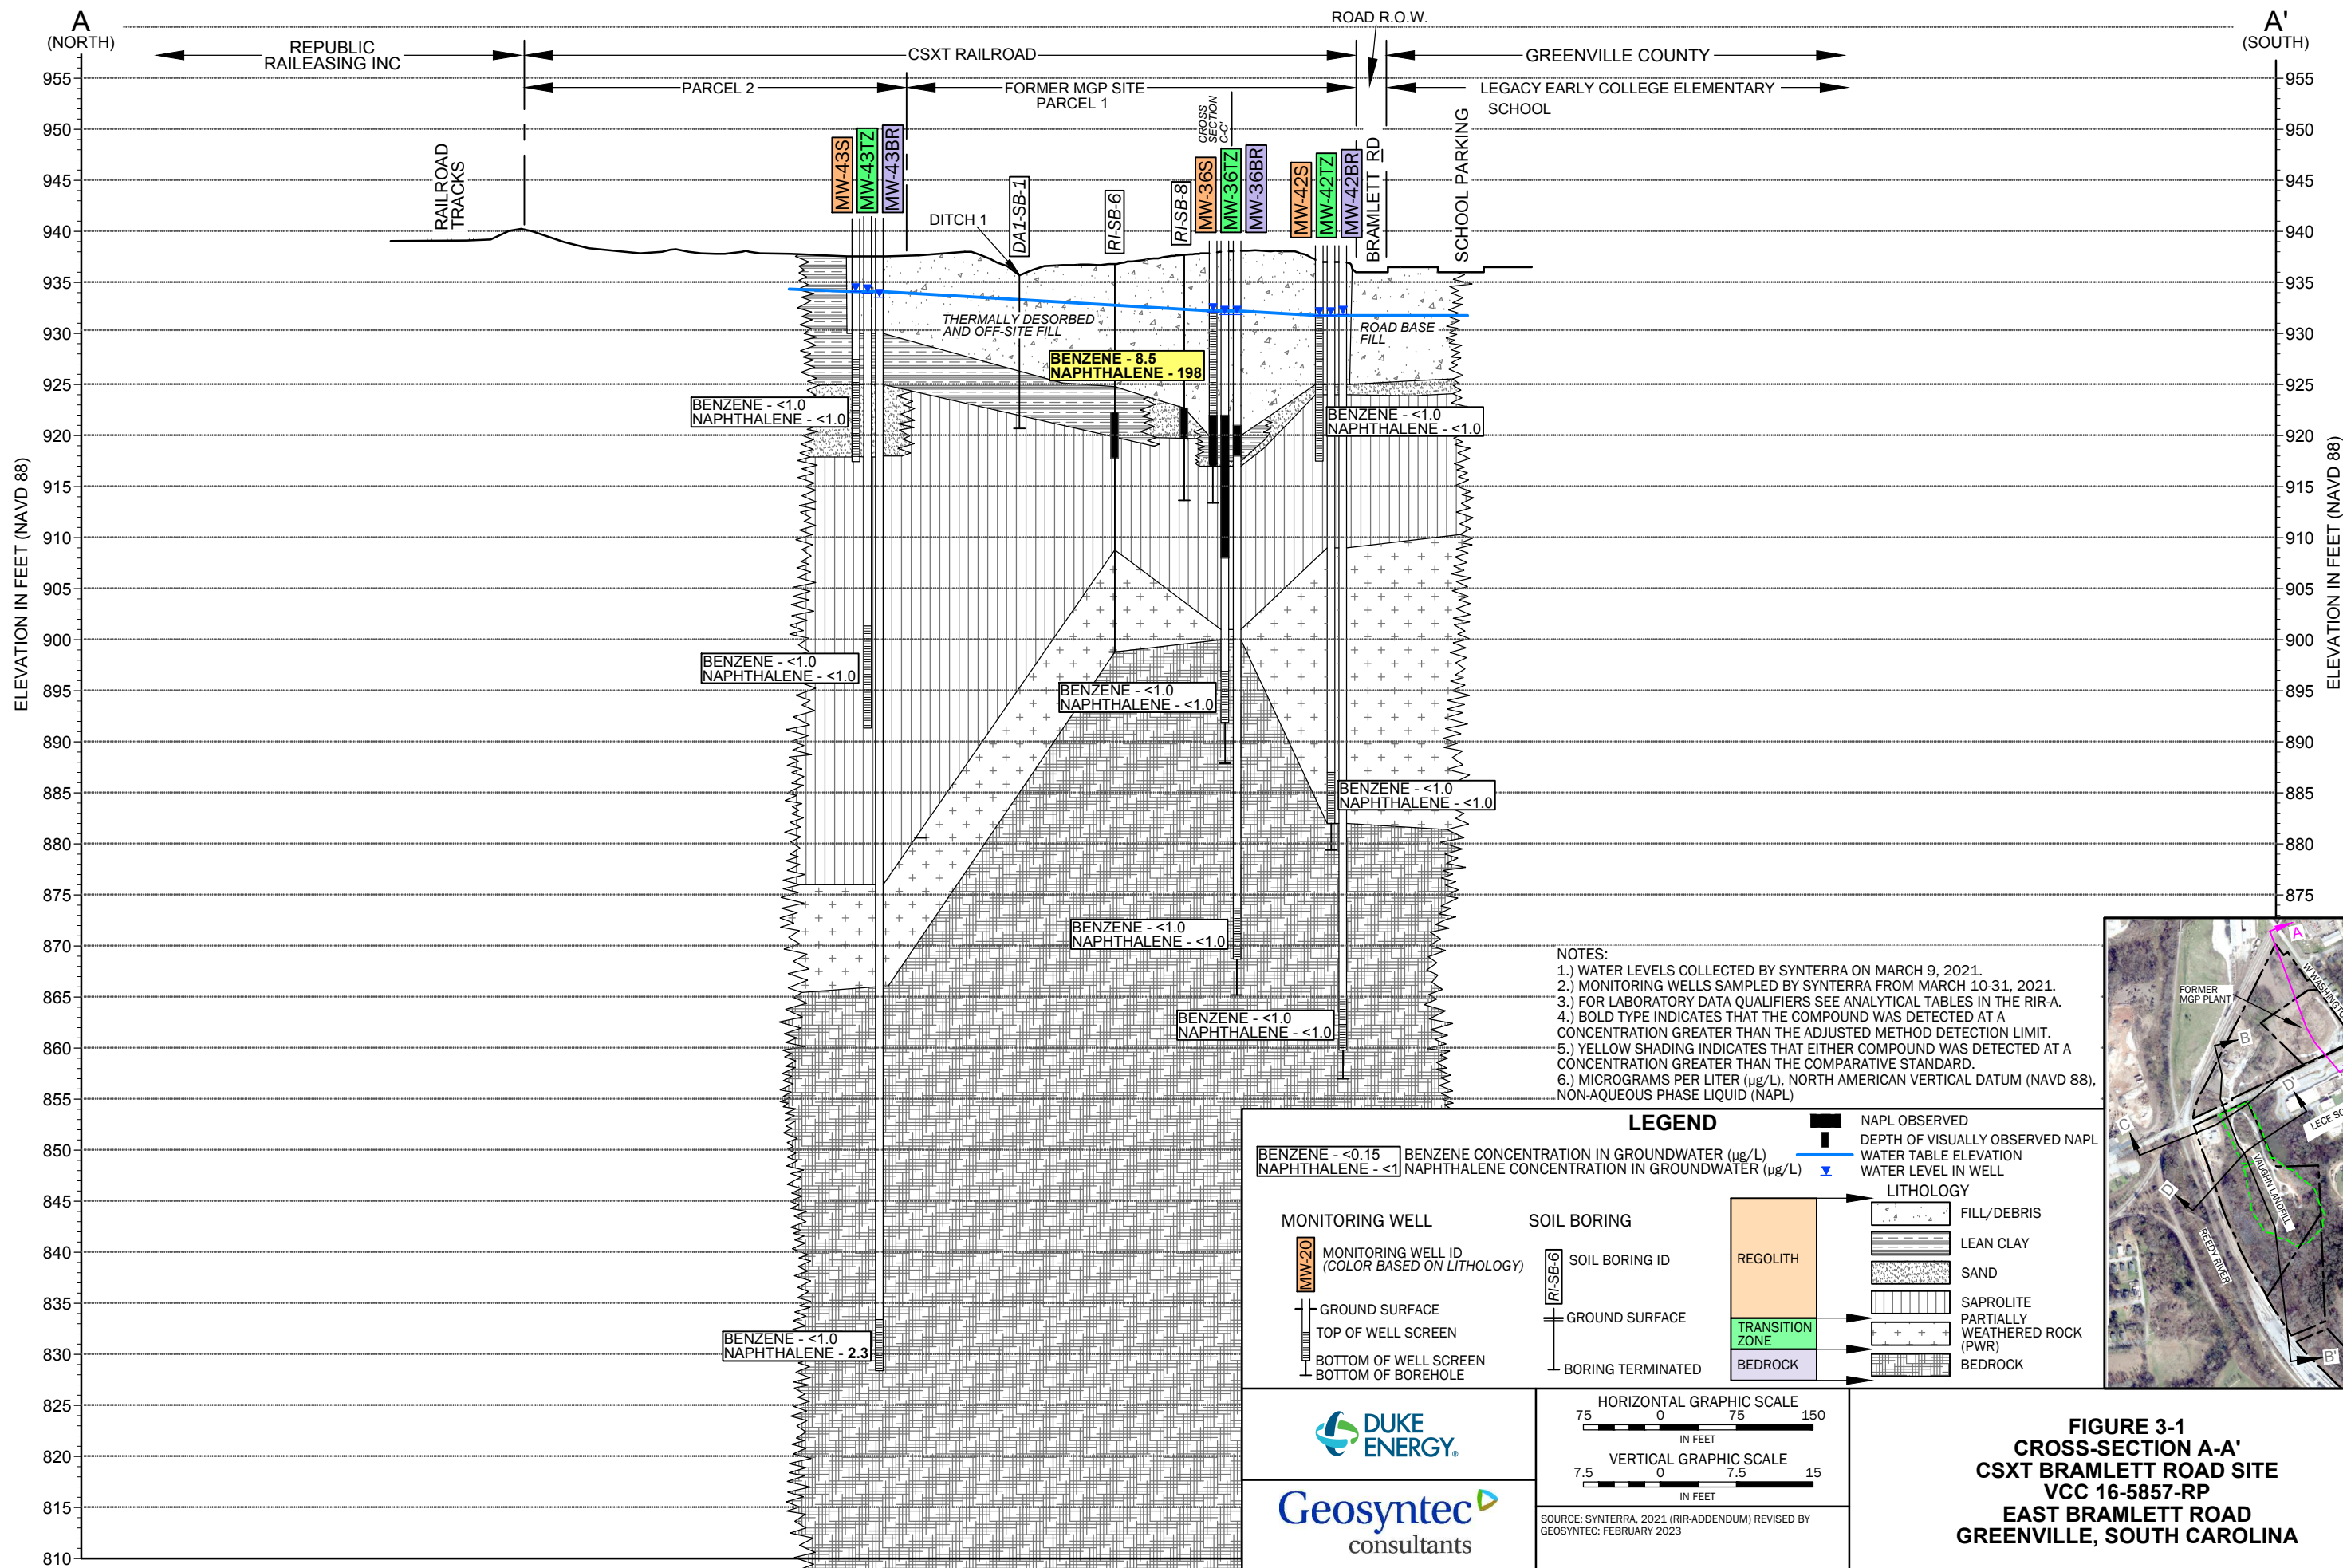 A
(NORTH)
A'
(SOUTH)
ROAD R.O.W.
REPUBLIC
RAILEASING INC
CSXT RAILROAD
GREENVILLE COUNTY
PARCEL 2
FORMER MGP SITE
PARCEL 1
LEGACY EARLY COLLEGE ELEMENTARY
SCHOOL
ELEVATION IN FEET (NAVD 88)
955
950
945
940
935
930
925
920
915
910
905
900
895
890
885
880
875
870
865
860
855
850
845
840
835
830
825
820
815
810
RAILROAD
TRACKS
MW-43S
MW-43TZ
MW-43BR
DITCH 1
DA1-SB-1
RI-SB-6
RI-SB-8
CROSS
SECTION
C-C'
MW-36S
MW-36TZ
MW-36BR
MW-42S
MW-42TZ
MW-42BR
BRAMLETT RD
SCHOOL PARKING
THERMALLY DESORBED
AND OFF-SITE FILL
ROAD BASE
FILL
BENZENE - 8.5
NAPHTHALENE - 198
BENZENE - <1.0
NAPHTHALENE - <1.0
BENZENE - <1.0
NAPHTHALENE - <1.0
BENZENE - <1.0
NAPHTHALENE - <1.0
BENZENE - <1.0
NAPHTHALENE - <1.0
BENZENE - <1.0
NAPHTHALENE - <1.0
BENZENE - <1.0
NAPHTHALENE - <1.0
BENZENE - <1.0
NAPHTHALENE - <1.0
BENZENE - <1.0
NAPHTHALENE - 2.3
955
950
945
940
935
930
925
920
915
910
905
900
895
890
885
880
875
ELEVATION IN FEET (NAVD 88)
NOTES:
1.) WATER LEVELS COLLECTED BY SYNTERRA ON MARCH 9, 2021.
2.) MONITORING WELLS SAMPLED BY SYNTERRA FROM MARCH 10-31, 2021.
3.) FOR LABORATORY DATA QUALIFIERS SEE ANALYTICAL TABLES IN THE RIR-A.
4.) BOLD TYPE INDICATES THAT THE COMPOUND WAS DETECTED AT A
CONCENTRATION GREATER THAN THE ADJUSTED METHOD DETECTION LIMIT.
5.) YELLOW SHADING INDICATES THAT EITHER COMPOUND WAS DETECTED AT A
CONCENTRATION GREATER THAN THE COMPARATIVE STANDARD.
6.) MICROGRAMS PER LITER (µg/L), NORTH AMERICAN VERTICAL DATUM (NAVD 88),
NON-AQUEOUS PHASE LIQUID (NAPL)
LEGEND
BENZENE - <0.15
NAPHTHALENE - <1
BENZENE CONCENTRATION IN GROUNDWATER (µg/L)
NAPHTHALENE CONCENTRATION IN GROUNDWATER (µg/L)
NAPL OBSERVED
DEPTH OF VISUALLY OBSERVED NAPL
WATER TABLE ELEVATION
WATER LEVEL IN WELL
MONITORING WELL
MW-20
MONITORING WELL ID
(COLOR BASED ON LITHOLOGY)
GROUND SURFACE
TOP OF WELL SCREEN
BOTTOM OF WELL SCREEN
BOTTOM OF BOREHOLE
SOIL BORING
RI-SB-6
SOIL BORING ID
GROUND SURFACE
BORING TERMINATED
LITHOLOGY
REGOLITH
TRANSITION
ZONE
BEDROCK
FILL/DEBRIS
LEAN CLAY
SAND
SAPROLITE
PARTIALLY
WEATHERED ROCK
(PWR)
BEDROCK
A
FORMER
MGP PLANT
B
D'
C
D
VAUGHN LANDFILL
REEDY RIVER
B'
DUKE
ENERGY®
Geosyntec
consultants
HORIZONTAL GRAPHIC SCALE
75 0 75 150
IN FEET
VERTICAL GRAPHIC SCALE
7.5 0 7.5 15
IN FEET
SOURCE: SYNTERRA, 2021 (RIR-ADDENDUM) REVISED BY
GEOSYNTEC: FEBRUARY 2023
FIGURE 3-1
CROSS-SECTION A-A'
CSXT BRAMLETT ROAD SITE
VCC 16-5857-RP
EAST BRAMLETT ROAD
GREENVILLE, SOUTH CAROLINA